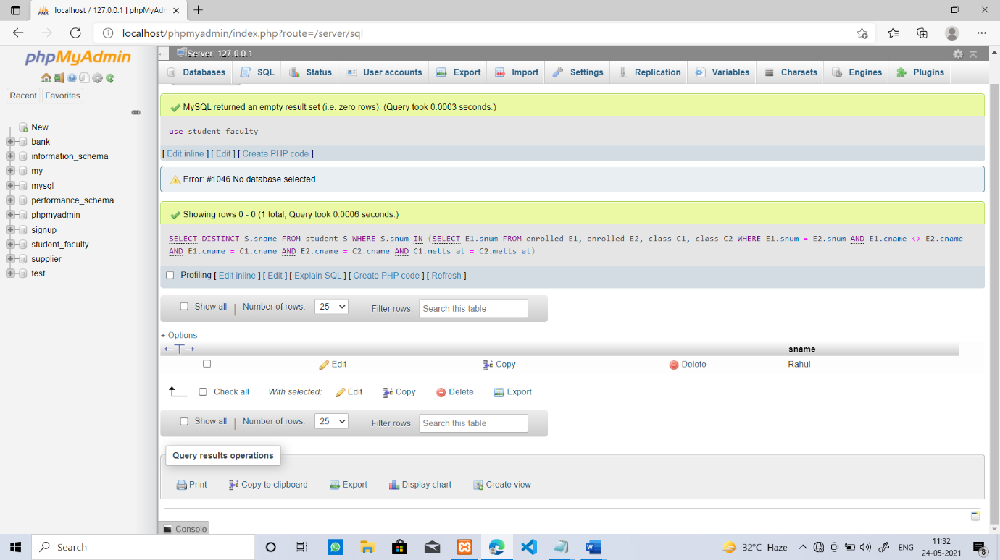 localhost / 127.0.0.1 | phpMyAdn
localhost/phpmyadmin/index.php?route=/server/sql
phpMyAdmin
Recent Favorites
New
bank
information_schema
my
mysql
performance_schema
phpmyadmin
signup
student_faculty
supplier
test
Server: 127.0.0.1
Databases SQL Status User accounts Export Import Settings Replication Variables Charsets Engines Plugins
MySQL returned an empty result set (i.e. zero rows). (Query took 0.0003 seconds.)
use student_faculty
[ Edit inline ] [ Edit ] [ Create PHP code ]
Error: #1046 No database selected
Showing rows 0 - 0 (1 total, Query took 0.0006 seconds.)
SELECT DISTINCT S.sname FROM student S WHERE S.snum IN (SELECT E1.snum FROM enrolled E1, enrolled E2, class C1, class C2 WHERE E1.snum = E2.snum AND E1.cname <> E2.cname
AND E1.cname = C1.cname AND E2.cname = C2.cname AND C1.metts_at = C2.metts_at)
Profiling [ Edit inline ] [ Edit ] [ Explain SQL ] [ Create PHP code ] [ Refresh ]
Show all | Number of rows: 25 Filter rows: Search this table
+ Options
←T→ sname
Edit Copy Delete Rahul
Check all With selected: Edit Copy Delete Export
Show all | Number of rows: 25 Filter rows: Search this table
Query results operations
Print Copy to clipboard Export Display chart Create view
Console
Search
32°C Haze
ENG
11:32
24-05-2021
8